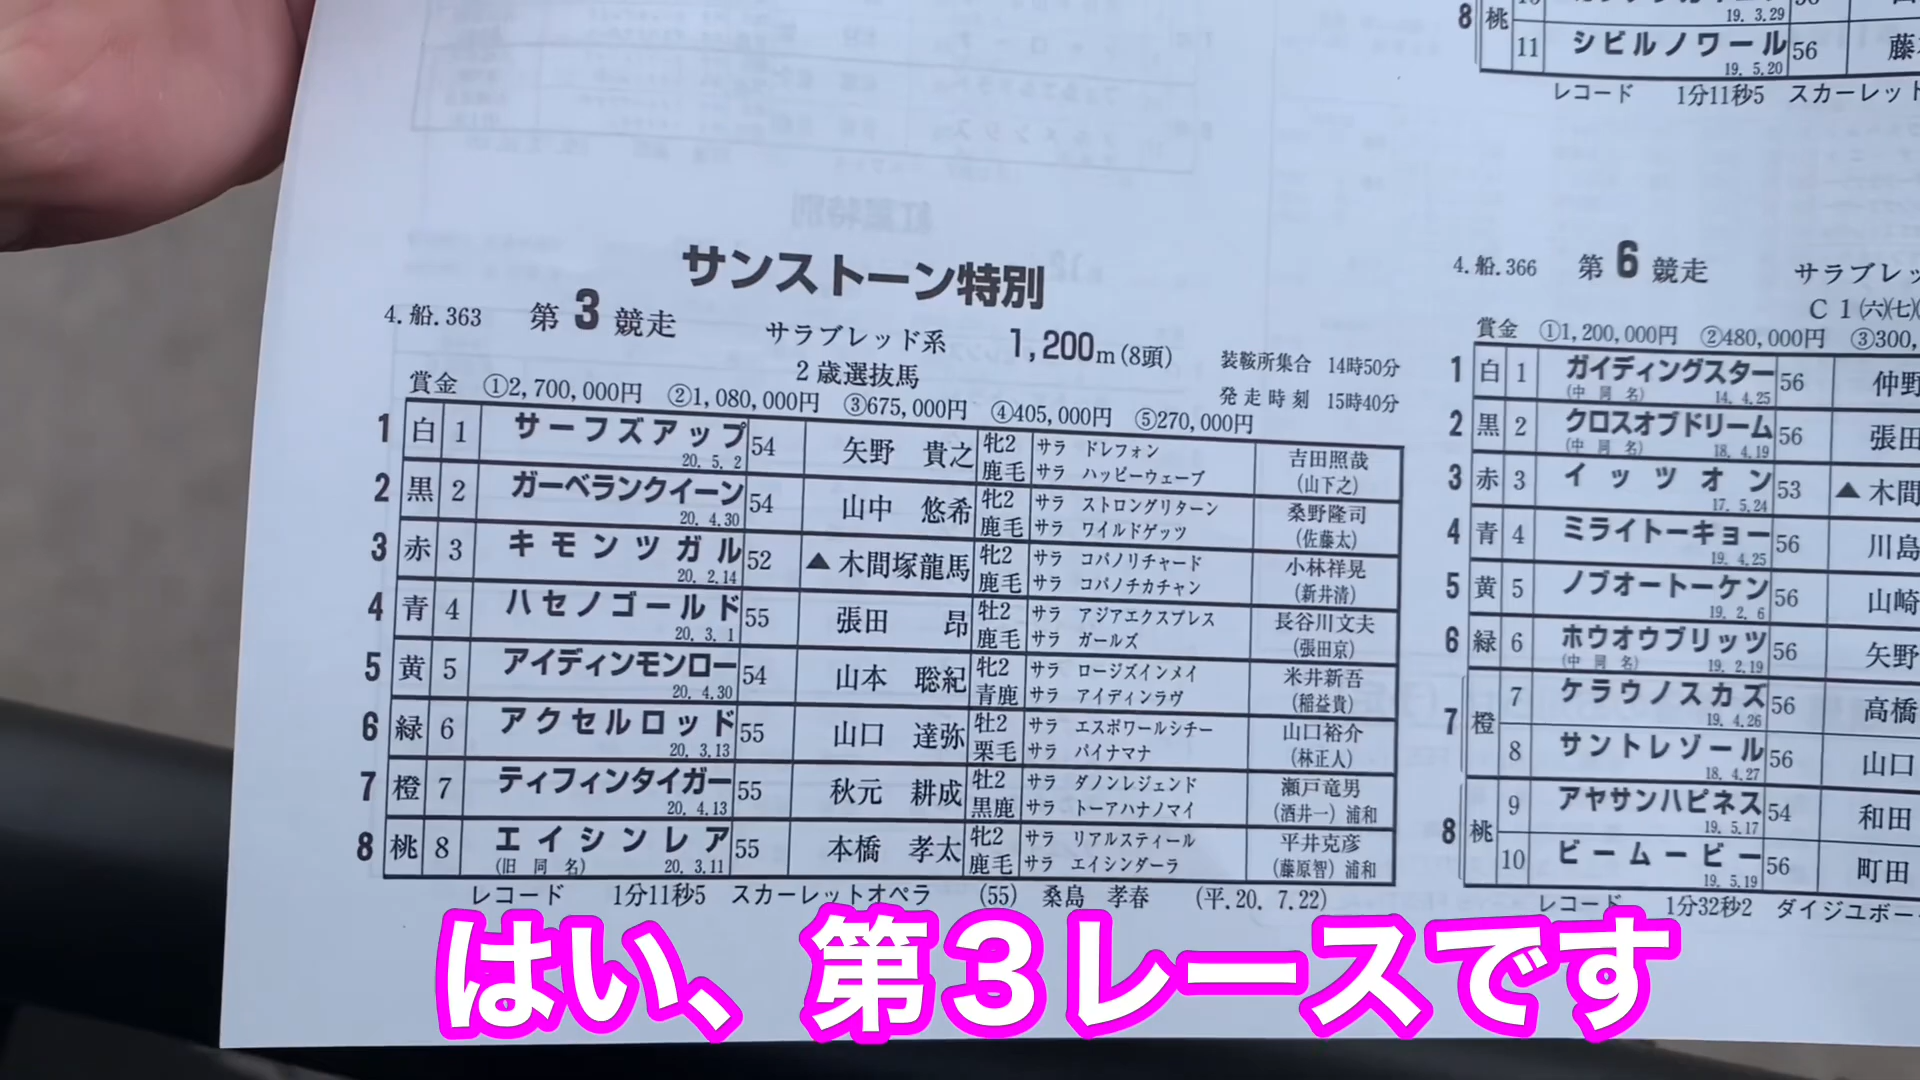 8 桃
19. 3.29
11 シビルノワール 56
19. 5.20
レコード 1分11秒5 スカーレット
サンストーン特別
4.船.363 第3競走 サラブレッド系 1,200m(8頭) 装鞍所集合 14時50分
2歳選抜馬 発走時刻 15時40分
賞金 ①2,700,000円 ②1,080,000円 ③675,000円 ④405,000円 ⑤270,000円
1 白 1 サーフズアップ 54 矢野 貴之 牝2 サラ ドレフォン 吉田照哉
20. 5. 2 鹿毛 サラ ハッピーウェーブ (山下之)
2 黒 2 ガーベランクイーン 54 山中 悠希 牝2 サラ ストロングリターン 桑野隆司
20. 4.30 鹿毛 サラ ワイルドゲッツ (佐藤太)
3 赤 3 キモンツガル 52 ▲木間塚龍馬 牝2 サラ コパノリチャード 小林祥晃
20. 2.14 鹿毛 サラ コパノチカチャン (新井清)
4 青 4 ハセノゴールド 55 張田 昂 牡2 サラ アジアエクスプレス 長谷川文夫
20. 3. 1 鹿毛 サラ ガールズ (張田京)
5 黄 5 アイディンモンロー 54 山本 聡紀 牝2 サラ ロージズインメイ 米井新吾
20. 4.30 青鹿 サラ アイディンラヴ (稲益貴)
6 緑 6 アクセルロッド 55 山口 達弥 牡2 サラ エスポワールシチー 山口裕介
20. 3.13 栗毛 サラ パイナマナ (林正人)
7 橙 7 ティフィンタイガー 55 秋元 耕成 牡2 サラ ダノンレジェンド 瀬戸竜男
20. 4.13 黒鹿 サラ トーアハナノマイ (酒井一)浦和
8 桃 8 エイシンレア 55 本橋 孝太 牝2 サラ リアルスティール 平井克彦
(旧同名) 20. 3.11 鹿毛 サラ エイシンダーラ (藤原智)浦和
レコード 1分11秒5 スカーレットオペラ (55) 桑島 孝春 (平.20. 7.22)
4.船.366 第6競走 サラブレッ
C1㈥㈦
賞金 ①1,200,000円 ②480,000円 ③300,
1 白 1 ガイディングスター 56 仲野
(中同名) 14. 4.25
2 黒 2 クロスオブドリーム 56 張田
(中同名) 18. 4.19
3 赤 3 イッツオン 53 ▲木間
17. 5.24
4 青 4 ミライトーキョー 56 川島
19. 4.25
5 黄 5 ノブオートーケン 56 山崎
19. 2. 6
6 緑 6 ホウオウブリッツ 56 矢野
(中同名) 19. 2.19
7 橙 7 ケラウノスカズ 56 高橋
19. 4.26
8 サントレゾール 56 山口
18. 4.27
8 桃 9 アヤサンハピネス 54 和田
19. 5.17
10 ビームービー 56 町田
19. 5.19
レコード 1分32秒2 ダイジュボー
はい、第3レースです